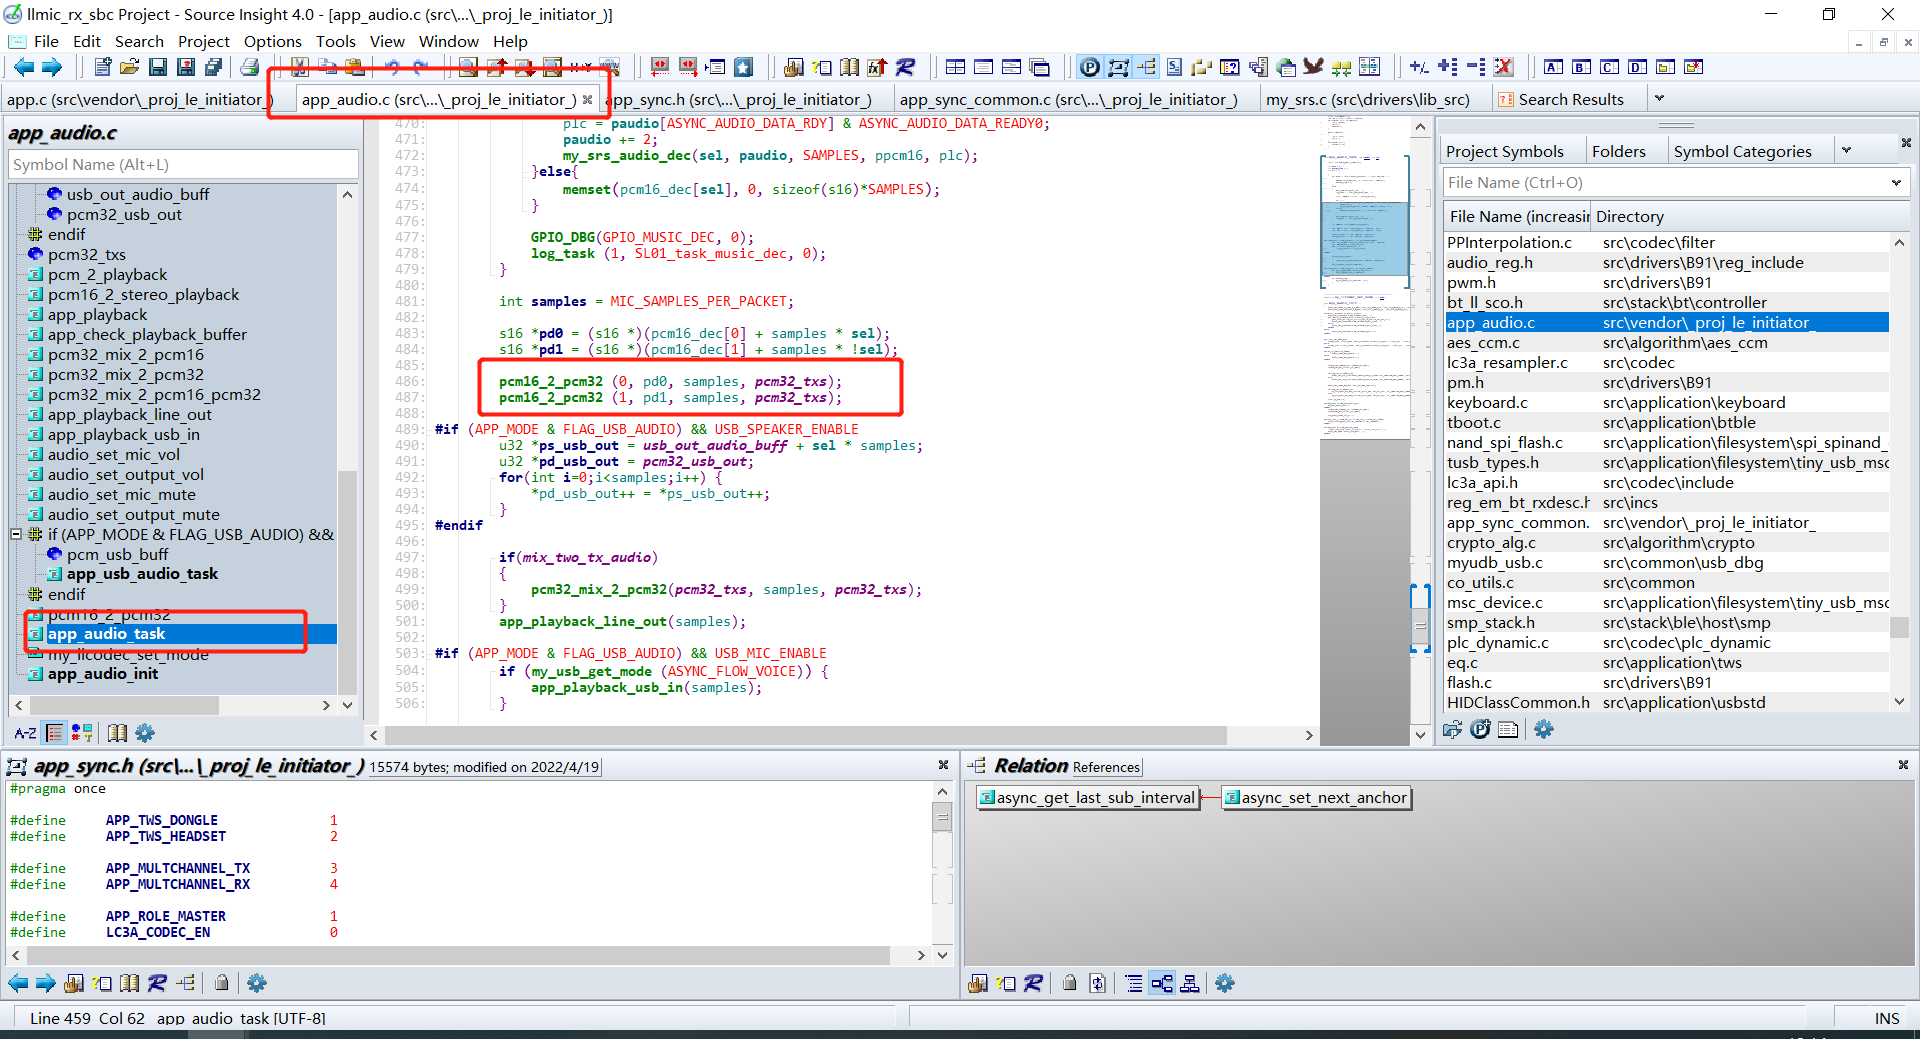 llmic_rx_sbc Project - Source Insight 4.0 - [app_audio.c (src\...\_proj_le_initiator_)]
File Edit Search Project Options Tools View Window Help
app.c (src\vendor\_proj_le_initiator_)
app_audio.c (src\...\_proj_le_initiator_)
app_sync.h (src\...\_proj_le_initiator_)
app_sync_common.c (src\...\_proj_le_initiator_)
my_srs.c (src\drivers\lib_src)
Search Results
app_audio.c
Symbol Name (Alt+L)
usb_out_audio_buff
pcm32_usb_out
endif
pcm32_txs
pcm_2_playback
pcm16_2_stereo_playback
app_playback
app_check_playback_buffer
pcm32_mix_2_pcm16
pcm32_mix_2_pcm32
pcm32_mix_2_pcm16_pcm32
app_playback_line_out
app_playback_usb_in
audio_set_mic_vol
audio_set_output_vol
audio_set_mic_mute
audio_set_output_mute
if (APP_MODE & FLAG_USB_AUDIO) &&
pcm_usb_buff
app_usb_audio_task
endif
pcm16_2_pcm32
app_audio_task
my_llcodec_set_mode
app_audio_init
A-Z
470: plc = paudio[ASYNC_AUDIO_DATA_RDY] & ASYNC_AUDIO_DATA_READY0;
471: paudio += 2;
472: my_srs_audio_dec(sel, paudio, SAMPLES, ppcm16, plc);
473: }else{
474: memset(pcm16_dec[sel], 0, sizeof(s16)*SAMPLES);
475: }
476:
477: GPIO_DBG(GPIO_MUSIC_DEC, 0);
478: log_task (1, SL01_task_music_dec, 0);
479: }
480:
481: int samples = MIC_SAMPLES_PER_PACKET;
482:
483: s16 *pd0 = (s16 *)(pcm16_dec[0] + samples * sel);
484: s16 *pd1 = (s16 *)(pcm16_dec[1] + samples * !sel);
485:
486: pcm16_2_pcm32 (0, pd0, samples, pcm32_txs);
487: pcm16_2_pcm32 (1, pd1, samples, pcm32_txs);
488:
489: #if (APP_MODE & FLAG_USB_AUDIO) && USB_SPEAKER_ENABLE
490: u32 *ps_usb_out = usb_out_audio_buff + sel * samples;
491: u32 *pd_usb_out = pcm32_usb_out;
492: for(int i=0;i<samples;i++) {
493: *pd_usb_out++ = *ps_usb_out++;
494: }
495: #endif
496:
497: if(mix_two_tx_audio)
498: {
499: pcm32_mix_2_pcm32(pcm32_txs, samples, pcm32_txs);
500: }
501: app_playback_line_out(samples);
502:
503: #if (APP_MODE & FLAG_USB_AUDIO) && USB_MIC_ENABLE
504: if (my_usb_get_mode (ASYNC_FLOW_VOICE)) {
505: app_playback_usb_in(samples);
506: }
Project Symbols Folders Symbol Categories
File Name (Ctrl+O)
File Name (increasin Directory
PPInterpolation.c src\codec\filter
audio_reg.h src\drivers\B91\reg_include
pwm.h src\drivers\B91
bt_ll_sco.h src\stack\bt\controller
app_audio.c src\vendor\_proj_le_initiator_
aes_ccm.c src\algorithm\aes_ccm
lc3a_resampler.c src\codec
pm.h src\drivers\B91
keyboard.c src\application\keyboard
tboot.c src\application\btble
nand_spi_flash.c src\application\filesystem\spi_spinand_
tusb_types.h src\application\filesystem\tiny_usb_msc
lc3a_api.h src\codec\include
reg_em_bt_rxdesc.h src\incs
app_sync_common. src\vendor\_proj_le_initiator_
crypto_alg.c src\algorithm\crypto
myudb_usb.c src\common\usb_dbg
co_utils.c src\common
msc_device.c src\application\filesystem\tiny_usb_msc
smp_stack.h src\stack\ble\host\smp
plc_dynamic.c src\codec\plc_dynamic
eq.c src\application\tws
flash.c src\drivers\B91
HIDClassCommon.h src\application\usbstd
app_sync.h (src\...\_proj_le_initiator_) 15574 bytes; modified on 2022/4/19
#pragma once
#define APP_TWS_DONGLE 1
#define APP_TWS_HEADSET 2
#define APP_MULTCHANNEL_TX 3
#define APP_MULTCHANNEL_RX 4
#define APP_ROLE_MASTER 1
#define LC3A_CODEC_EN 0
Relation References
async_get_last_sub_interval async_set_next_anchor
Line 459 Col 62 app_audio_task [UTF-8]
INS